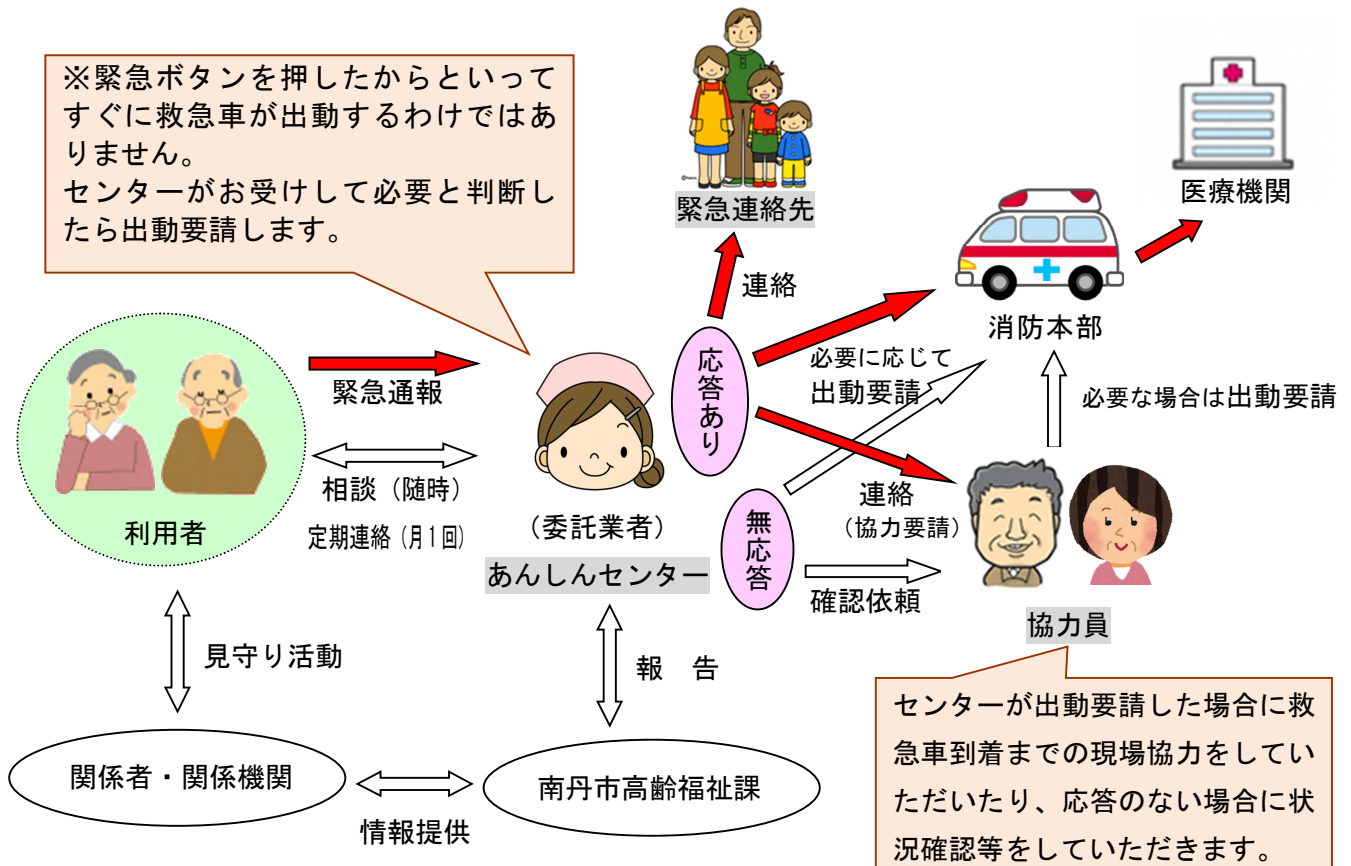 ※緊急ボタンを押したからといって
すぐに救急車が出動するわけではあ
りません。
センターがお受けして必要と判断し
たら出動要請します。
緊急連絡先
医療機関
連絡
消防本部
応答あり
必要に応じて
出動要請
必要な場合は出動要請
緊急通報
相談（随時）
定期連絡（月1回）
利用者
（委託業者）
あんしんセンター
無応答
連絡
（協力要請）
確認依頼
協力員
見守り活動
報　告
センターが出動要請した場合に救
急車到着までの現場協力をしてい
ただいたり、応答のない場合に状
況確認等をしていただきます。
関係者・関係機関
情報提供
南丹市高齢福祉課